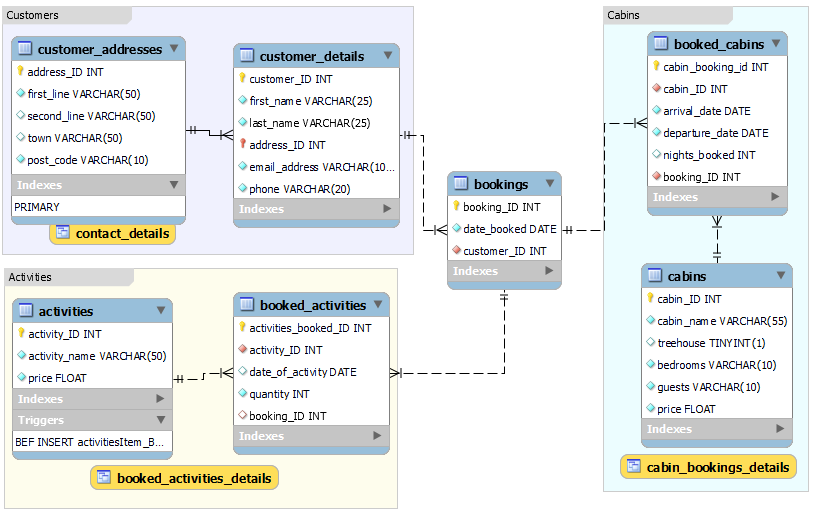 Customers
customer_addresses
address_ID INT
first_line VARCHAR(50)
second_line VARCHAR(50)
town VARCHAR(50)
post_code VARCHAR(10)
Indexes
PRIMARY
contact_details
customer_details
customer_ID INT
first_name VARCHAR(25)
last_name VARCHAR(25)
address_ID INT
email_address VARCHAR(10...
phone VARCHAR(20)
Indexes
bookings
booking_ID INT
date_booked DATE
customer_ID INT
Indexes
Cabins
booked_cabins
cabin_booking_id INT
cabin_ID INT
arrival_date DATE
departure_date DATE
nights_booked INT
booking_ID INT
Indexes
cabins
cabin_ID INT
cabin_name VARCHAR(55)
treehouse TINYINT(1)
bedrooms VARCHAR(10)
guests VARCHAR(10)
price FLOAT
Indexes
cabin_bookings_details
Activities
activities
activity_ID INT
activity_name VARCHAR(50)
price FLOAT
Indexes
Triggers
BEF INSERT activitiesItem_B...
booked_activities
activities_booked_ID INT
activity_ID INT
date_of_activity DATE
quantity INT
booking_ID INT
Indexes
booked_activities_details